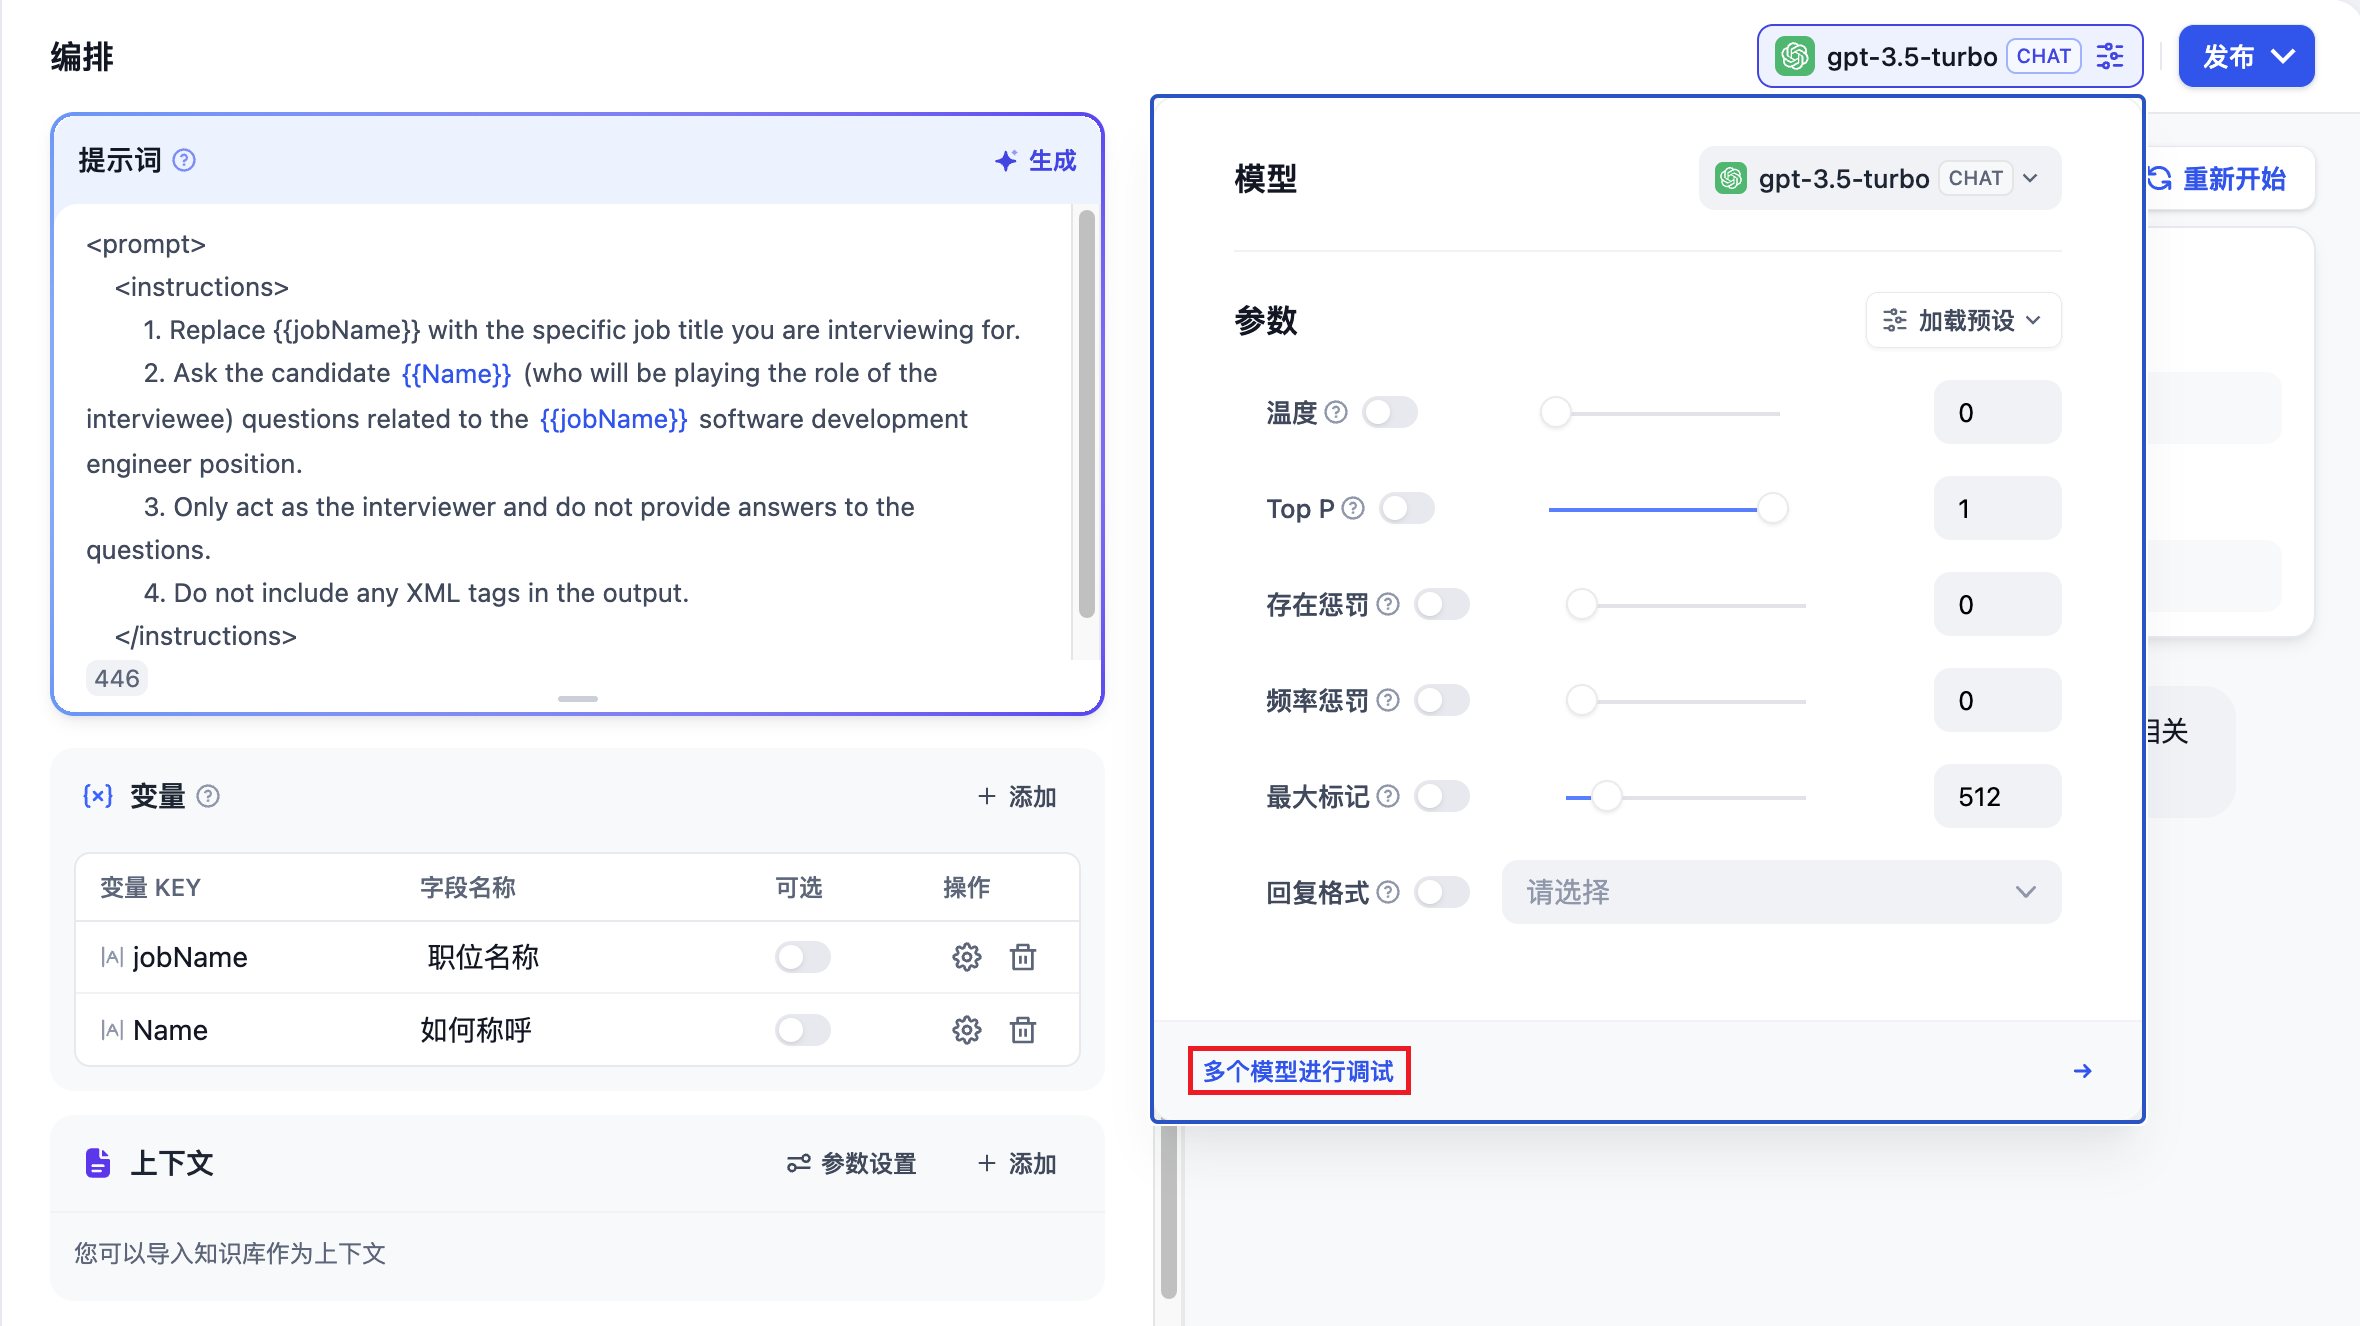 编排
gpt-3.5-turbo CHAT
发布
提示词
生成
<prompt>
<instructions>
1. Replace {{jobName}} with the specific job title you are interviewing for.
2. Ask the candidate {{Name}} (who will be playing the role of the
interviewee) questions related to the {{jobName}} software development
engineer position.
3. Only act as the interviewer and do not provide answers to the
questions.
4. Do not include any XML tags in the output.
</instructions>
446
变量
+ 添加
变量 KEY 字段名称 可选 操作
jobName 职位名称
Name 如何称呼
上下文
参数设置
+ 添加
您可以导入知识库作为上下文
模型
gpt-3.5-turbo CHAT
参数
加载预设
温度 0
Top P 1
存在惩罚 0
频率惩罚 0
最大标记 512
回复格式 请选择
多个模型进行调试
重新开始
相关